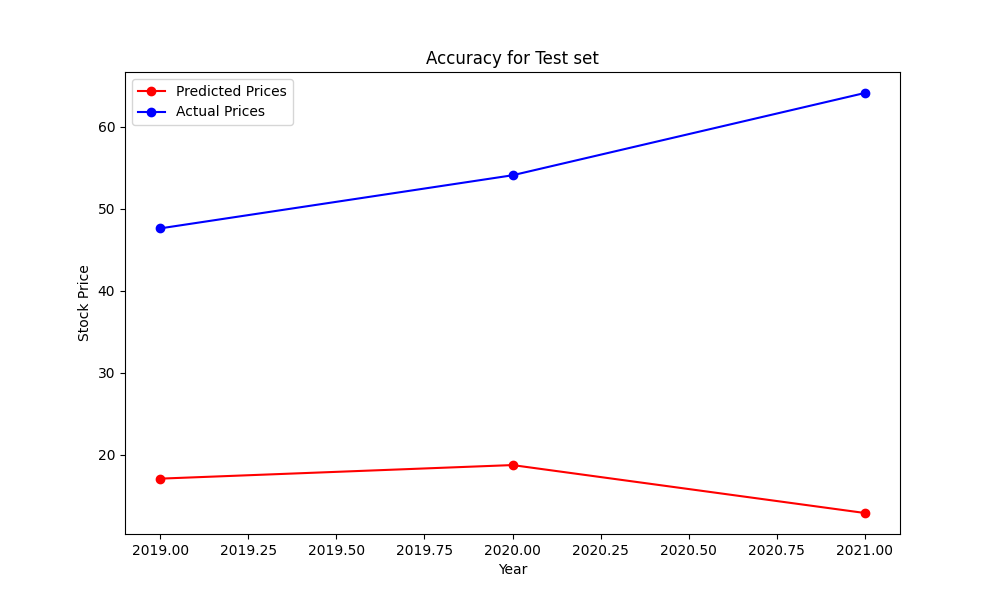 Accuracy for Test set
Predicted Prices
Actual Prices
Stock Price
60
50
40
30
20
2019.00 2019.25 2019.50 2019.75 2020.00 2020.25 2020.50 2020.75 2021.00
Year